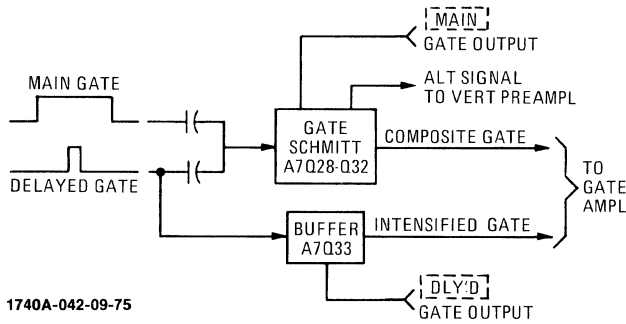 MAIN
GATE OUTPUT
ALT SIGNAL
TO VERT PREAMPL
MAIN GATE
GATE
SCHMITT
A7Q28-Q32
COMPOSITE GATE
DELAYED GATE
TO
GATE
AMPL
BUFFER
A7Q33
INTENSIFIED GATE
DLY'D
GATE OUTPUT
1740A-042-09-75